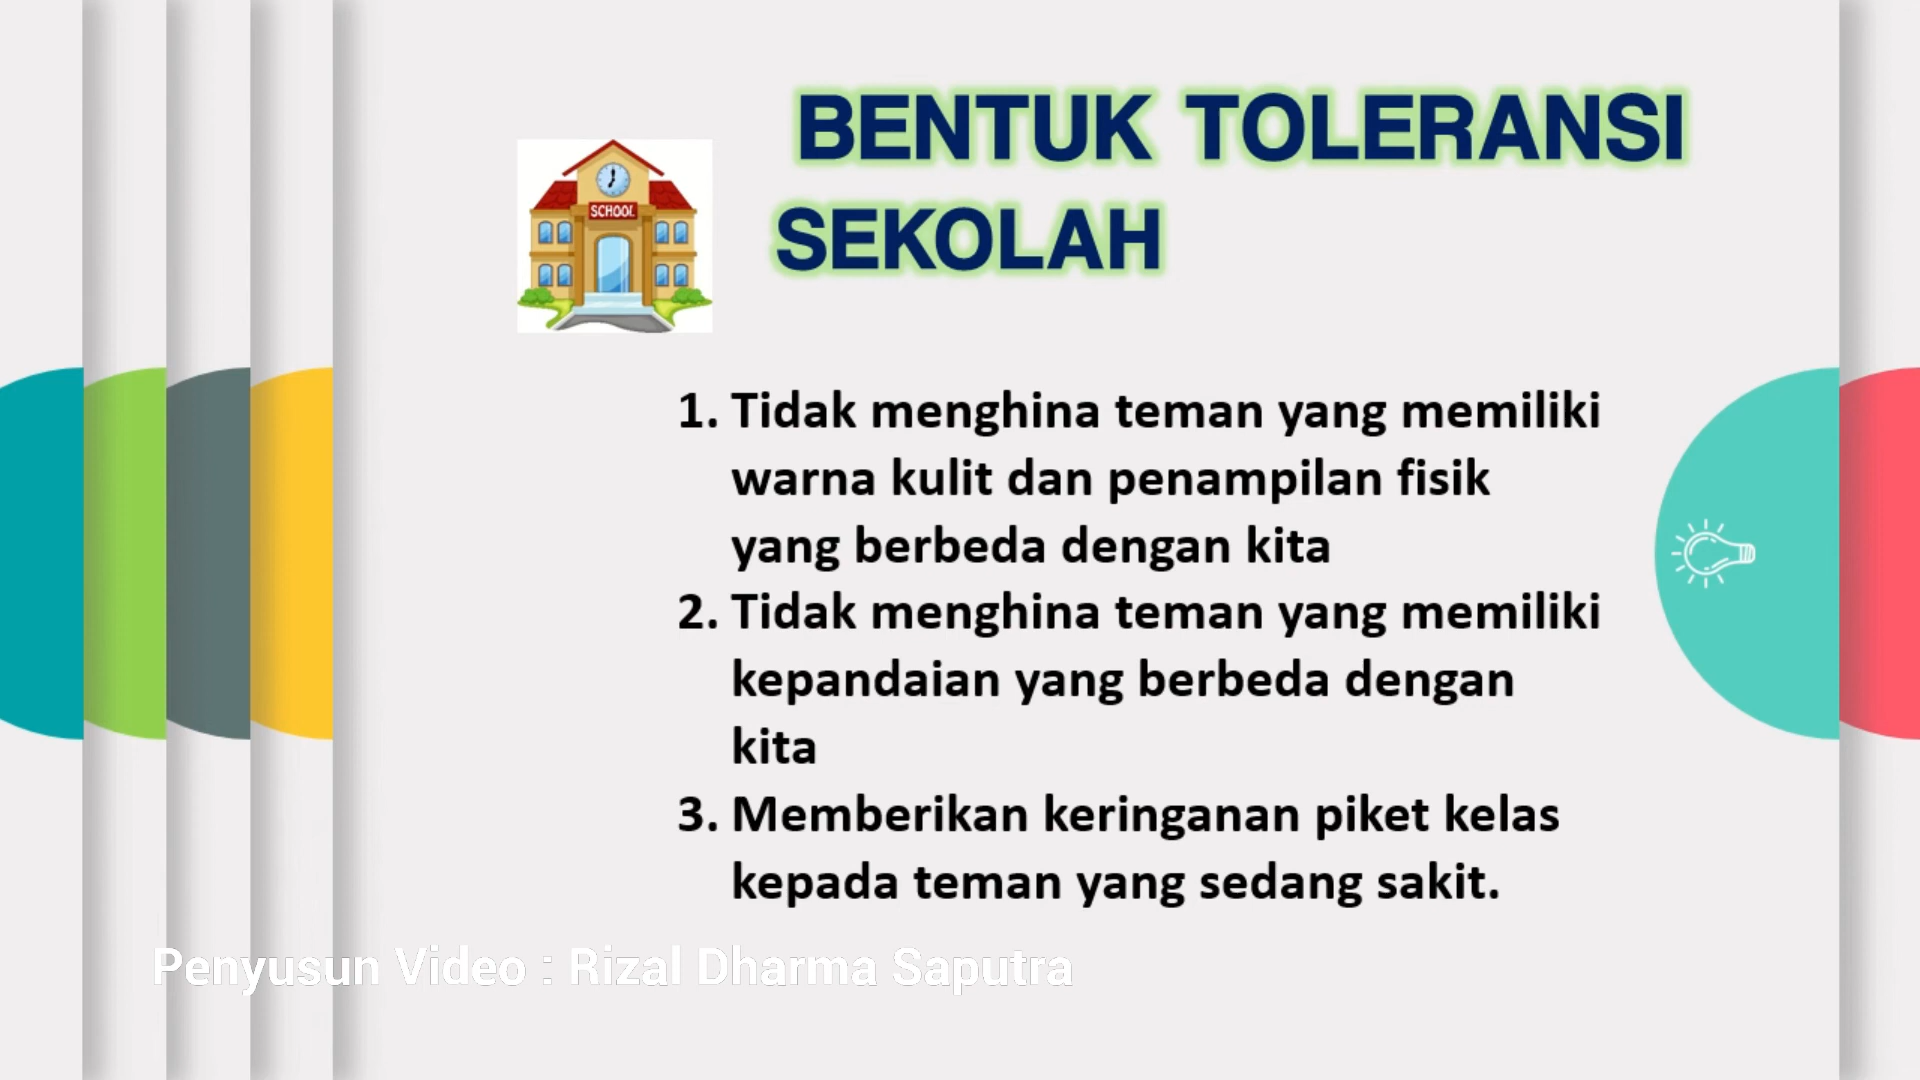 BENTUK TOLERANSI
SEKOLAH
SCHOOL
1. Tidak menghina teman yang memiliki
warna kulit dan penampilan fisik
yang berbeda dengan kita
2. Tidak menghina teman yang memiliki
kepandaian yang berbeda dengan
kita
3. Memberikan keringanan piket kelas
kepada teman yang sedang sakit.
Penyusun Video : Rizal Dharma Saputra